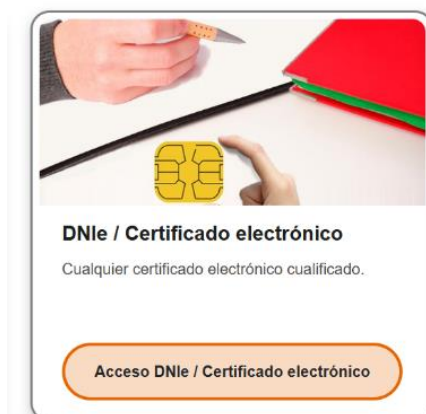 DNIe / Certificado electrónico
Cualquier certificado electrónico cualificado.
Acceso DNIe / Certificado electrónico